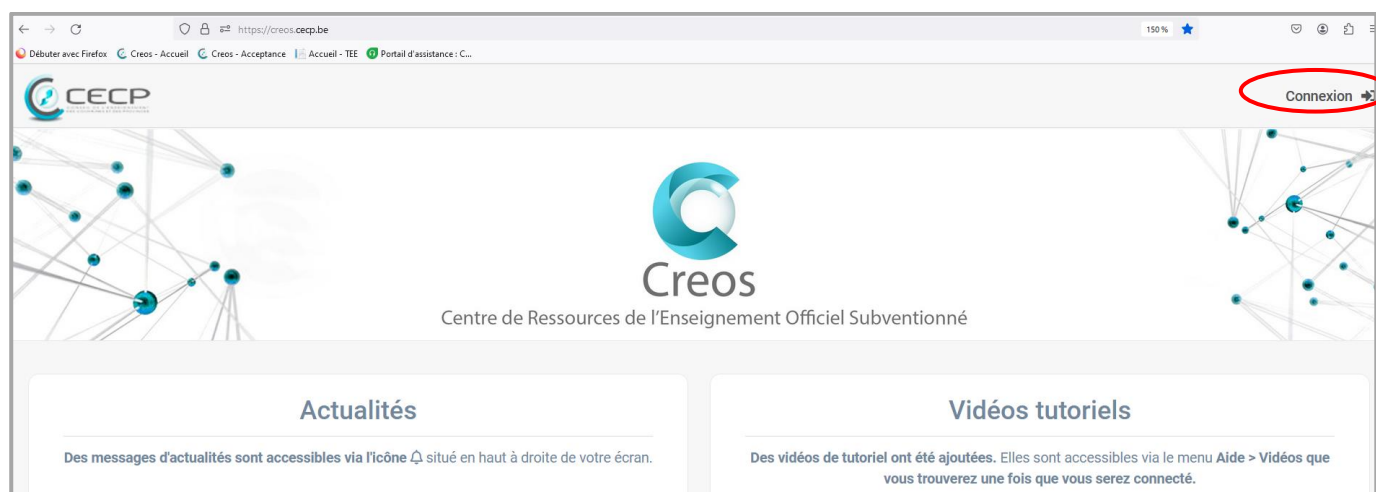 https://creos.cecp.be
150 %
Débuter avec Firefox Creos - Accueil Creos - Acceptance Accueil - TEE Portail d'assistance : C...
CECP
Connexion
Creos
Centre de Ressources de l'Enseignement Officiel Subventionné
Actualités
Des messages d'actualités sont accessibles via l'icône situé en haut à droite de votre écran.
Vidéos tutoriels
Des vidéos de tutoriel ont été ajoutées. Elles sont accessibles via le menu Aide > Vidéos que
vous trouverez une fois que vous serez connecté.